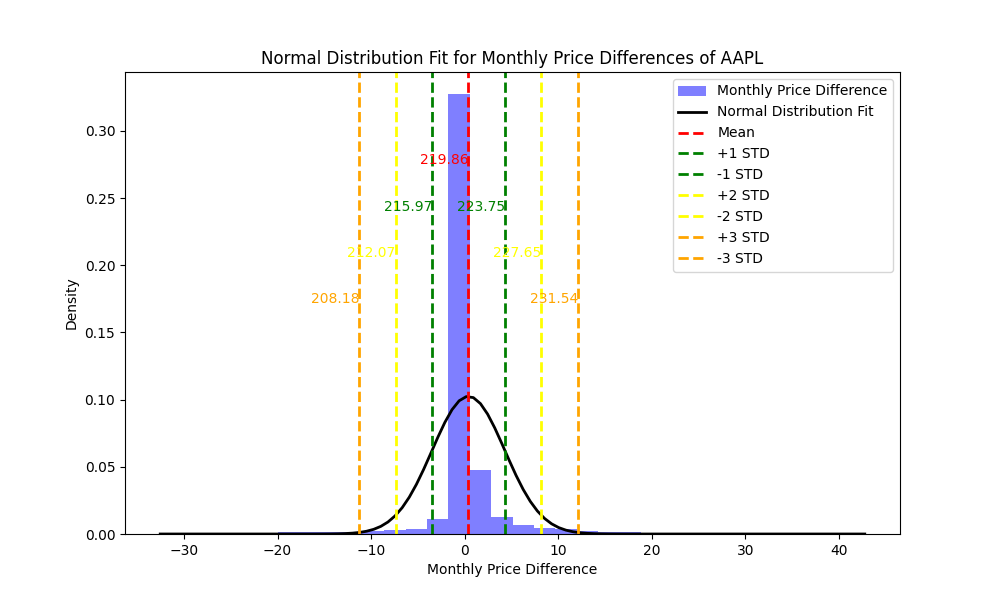 Normal Distribution Fit for Monthly Price Differences of AAPL
Monthly Price Difference
Normal Distribution Fit
Mean
+1 STD
-1 STD
+2 STD
-2 STD
+3 STD
-3 STD
219.86
215.97
223.75
212.07
227.65
208.18
231.54
Density
0.30
0.25
0.20
0.15
0.10
0.05
0.00
−30
−20
−10
0
10
20
30
40
Monthly Price Difference